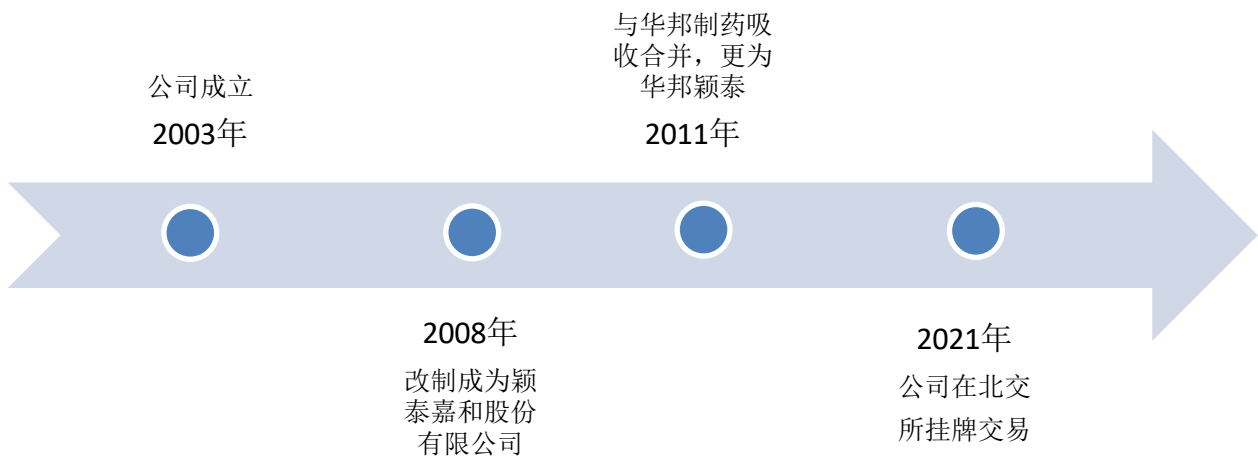 公司成立
2003年
2008年
改制成为颖
泰嘉和股份
有限公司
与华邦制药吸
收合并，更为
华邦颖泰
2011年
2021年
公司在北交
所挂牌交易